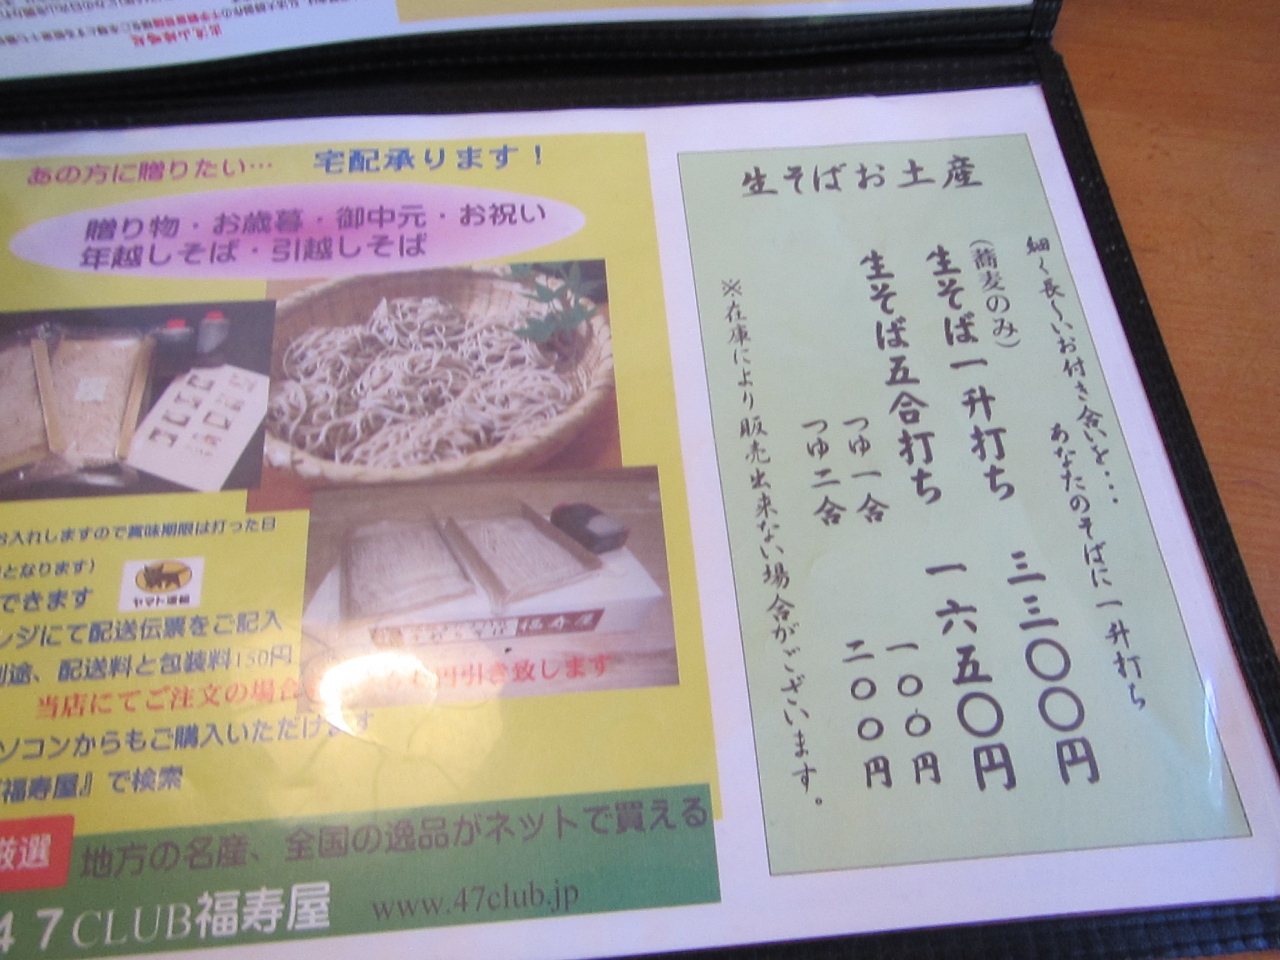 あの方に贈りたい…　宅配承ります！
贈り物・お歳暮・御中元・お祝い
年越しそば・引越しそば
お入れしますので賞味期限は打った日
となります）
できます
ヤマト運輸
レジにて配送伝票をご記入
別途、配送料と包装料150円
当店にてご注文の場合
円引き致します
ソコンからもご購入いただけます
『福寿屋』で検索
福寿屋
厳選
地方の名産、全国の逸品がネットで買える
47CLUB福寿屋 www.47club.jp
生そばお土産
細く長〜いお付き合いを・・・
あなたのそばに一升打ち
（蕎麦のみ）
生そば一升打ち　三三〇〇円
生そば五合打ち　一六五〇円
つゆ一合　一〇〇円
つゆ二合　二〇〇円
※在庫により販売出来ない場合がございます。